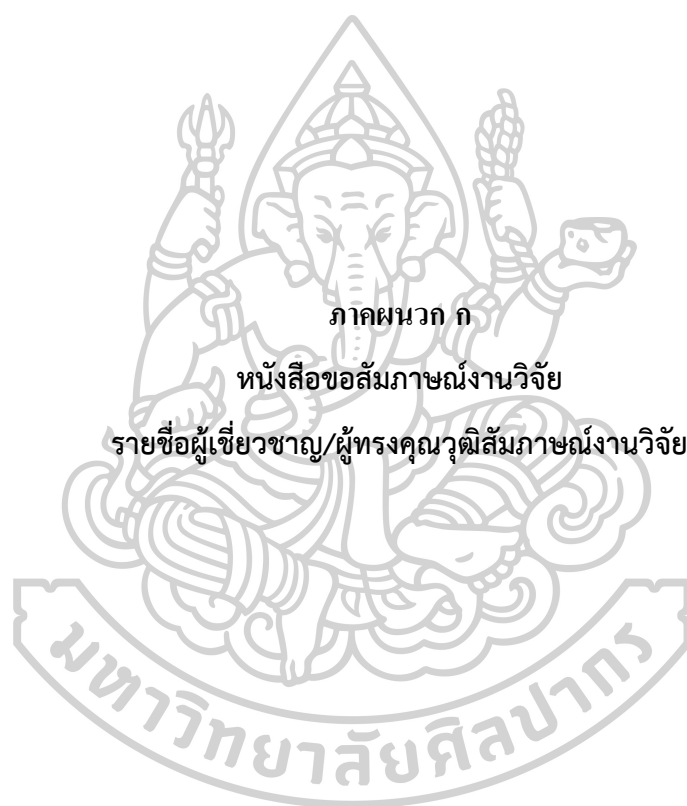 ภาคผนวก ก
หนังสือขอสัมภาษณ์งานวิจัย
รายชื่อผู้เชี่ยวชาญ/ผู้ทรงคุณวุฒิสัมภาษณ์งานวิจัย
มหาวิทยาลัยศิลปากร